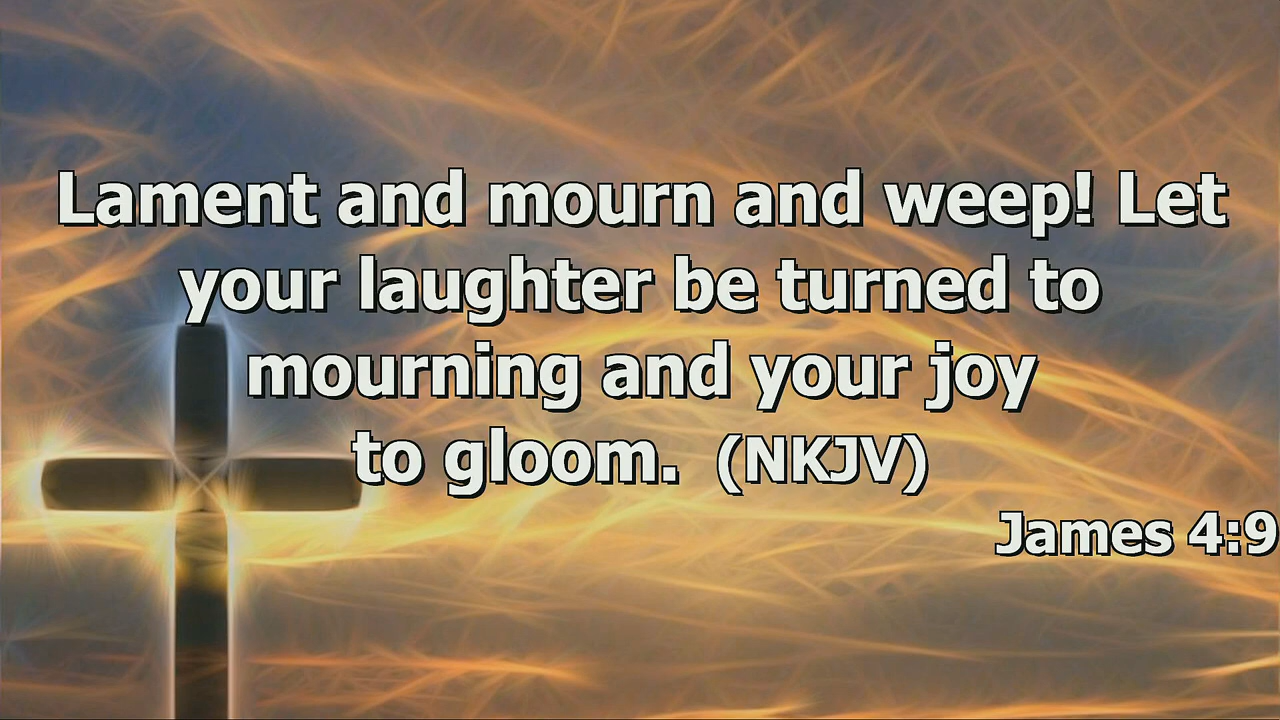 Lament and mourn and weep! Let
your laughter be turned to
mourning and your joy
to gloom. (NKJV)
James 4:9